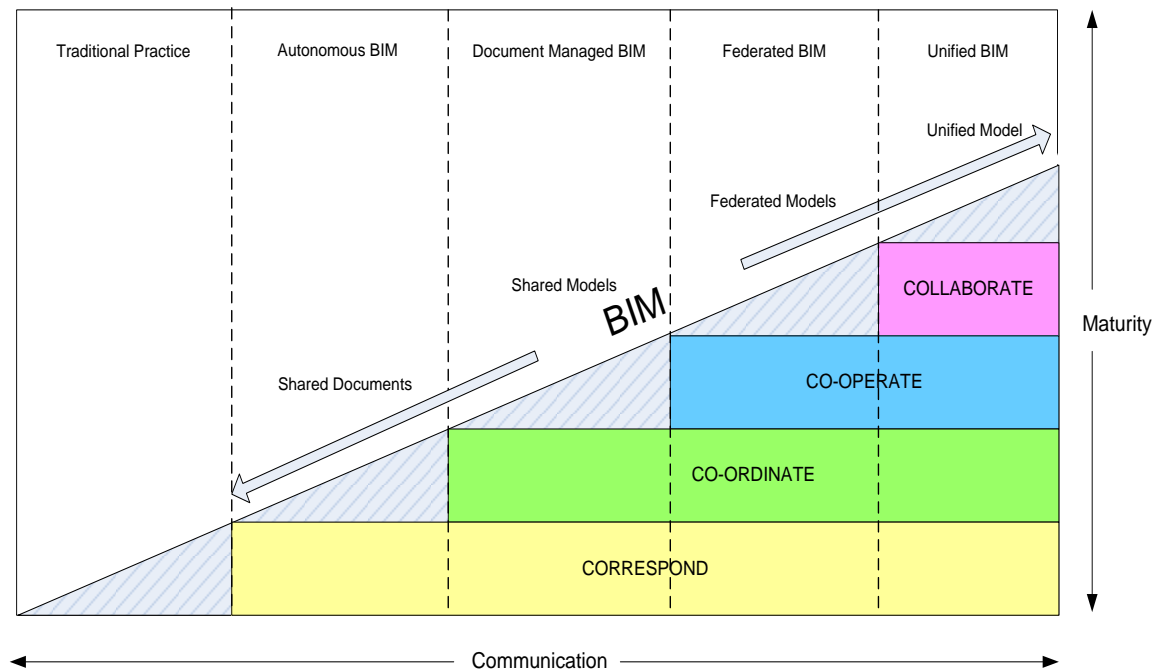 Traditional Practice
Autonomous BIM
Document Managed BIM
Federated BIM
Unified BIM
Unified Model
Federated Models
Shared Models
BIM
Shared Documents
COLLABORATE
Maturity
CO-OPERATE
CO-ORDINATE
CORRESPOND
Communication